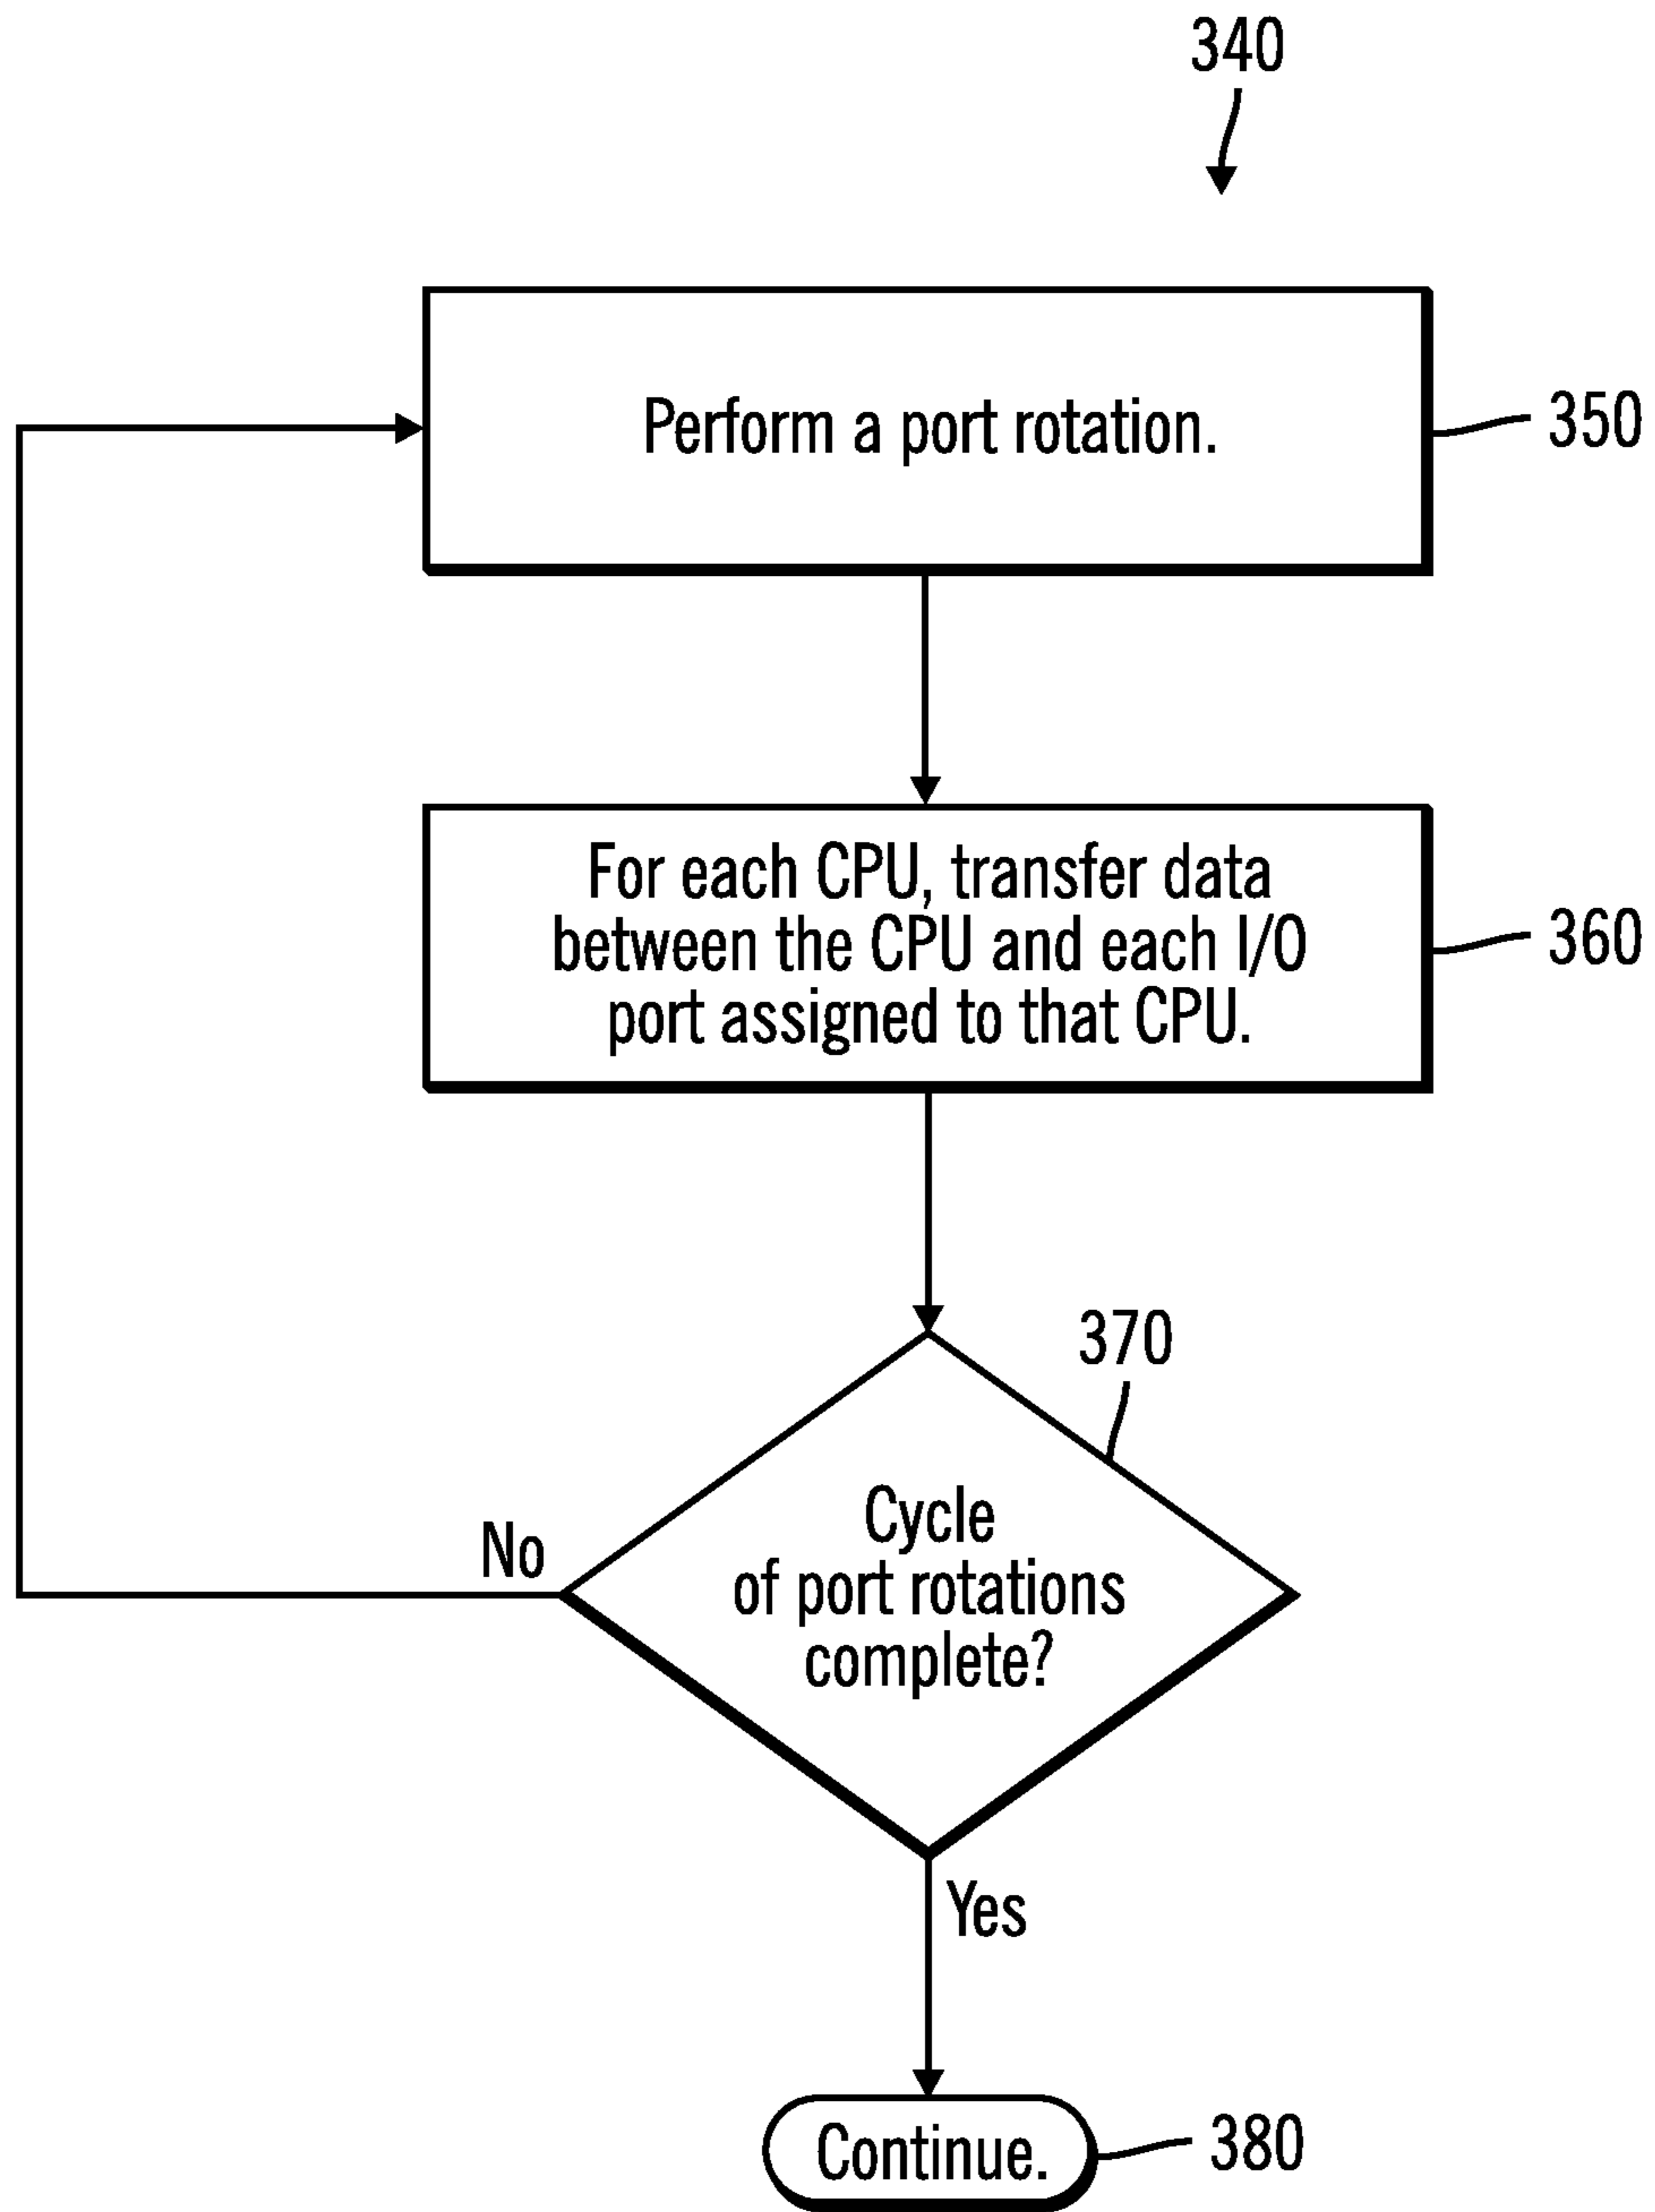 340
Perform a port rotation.
350
For each CPU, transfer data
between the CPU and each I/O
port assigned to that CPU.
360
370
Cycle
of port rotations
complete?
No
Yes
Continue.
380